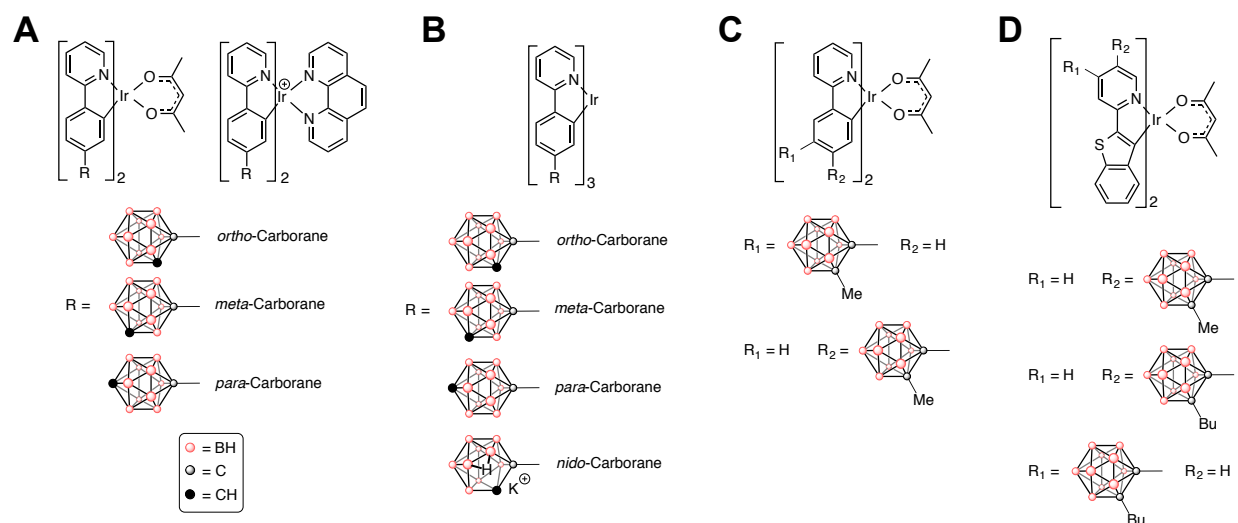 A
N
O
Ir
O
R
2
N
⊕
N
Ir
N
R
2
ortho-Carborane
R =
meta-Carborane
para-Carborane
= BH
= C
= CH
B
N
Ir
R
3
ortho-Carborane
R =
meta-Carborane
para-Carborane
H
nido-Carborane
K⊕
C
N
O
Ir
O
R1
R2
2
R1 =
R2 = H
Me
R1 = H
R2 =
Me
D
R2
R1
N
O
Ir
O
S
2
R1 = H
R2 =
Me
R1 = H
R2 =
Bu
R1 =
R2 = H
Bu